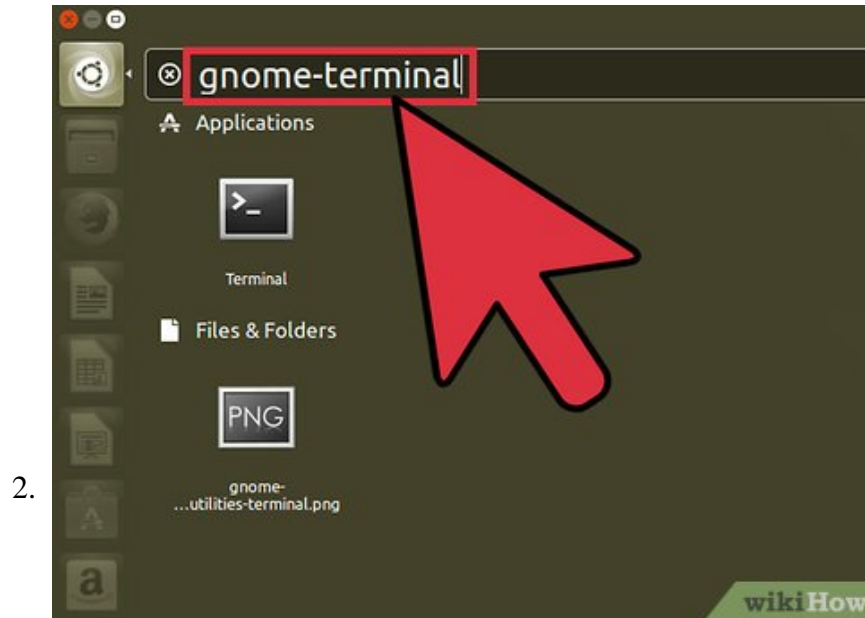 gnome-terminal
Applications
>_
Terminal
Files & Folders
PNG
gnome-
...utilities-terminal.png
2.
A
a
wikiHow